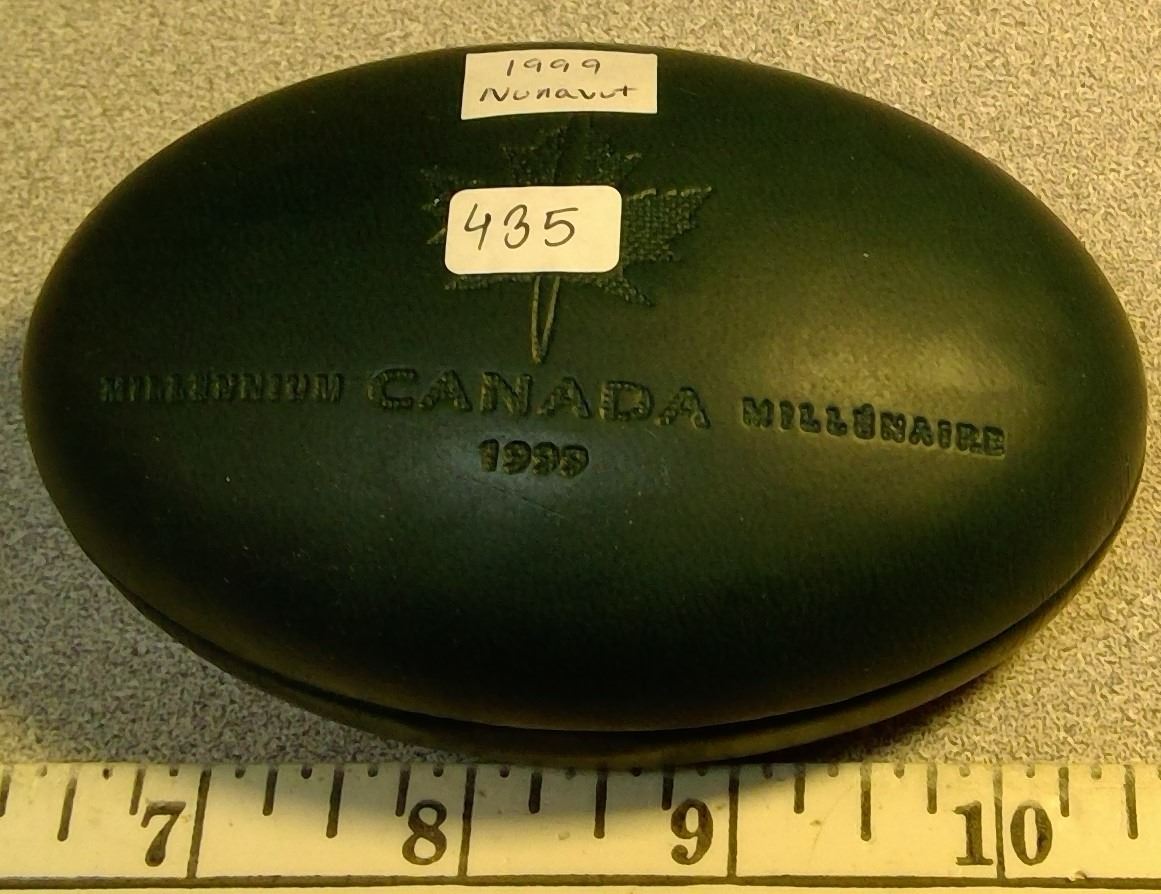 1999
Nunavut
435
MILLENNIUM CANADA MILLÉNAIRE
1999
7 8 9 10